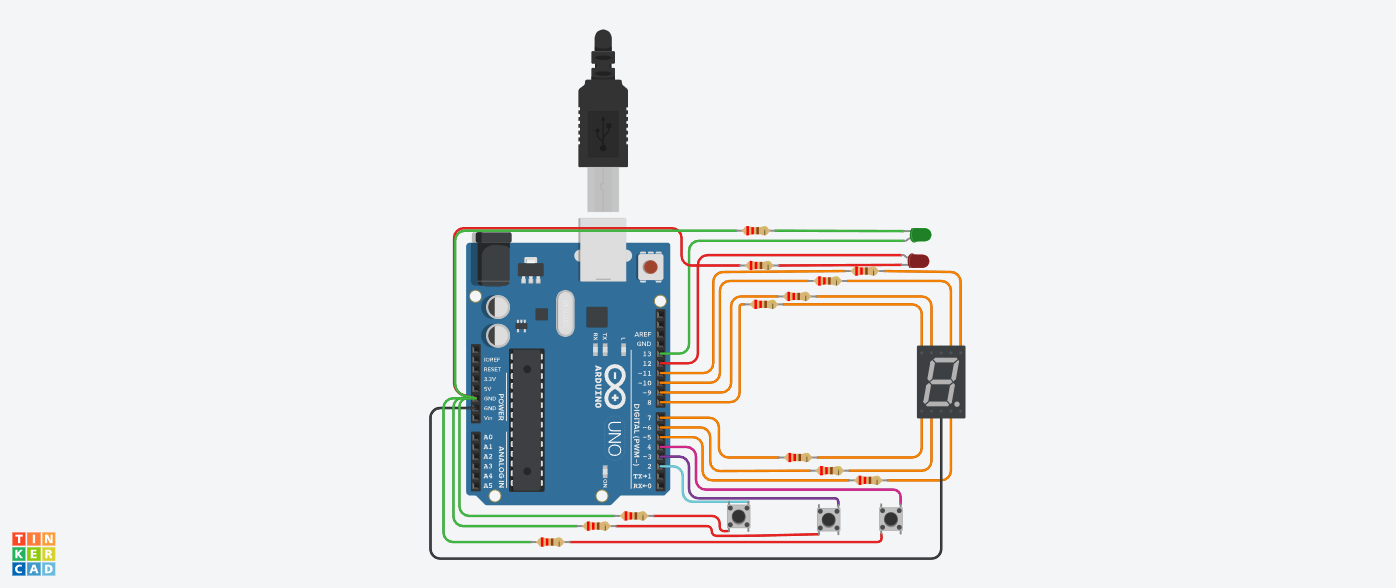 AREF
GND
13
12
~11
~10
~9
8
7
~6
~5
4
~3
2
TX→1
RX←0
DIGITAL (PWM~)
IOREF
RESET
3.3V
5V
GND
GND
Vin
POWER
A0
A1
A2
A3
A4
A5
ANALOG IN
RX
TX
L
ARDUINO
UNO
ON
TIN
KER
CAD